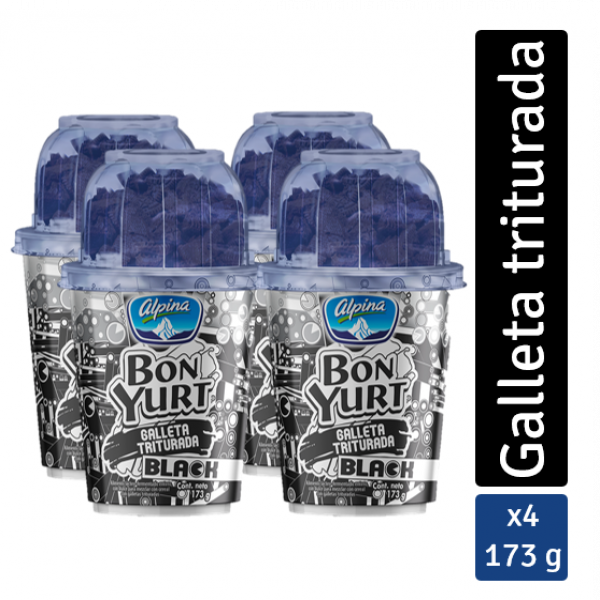 alpina
BON
YURT
GALLETA
TRITURADA
BLACK
Cont. neto
173 g
alpina
BON
YURT
GALLETA
TRITURADA
BLACK
Cont. neto
173 g
Galleta triturada
x4
173 g